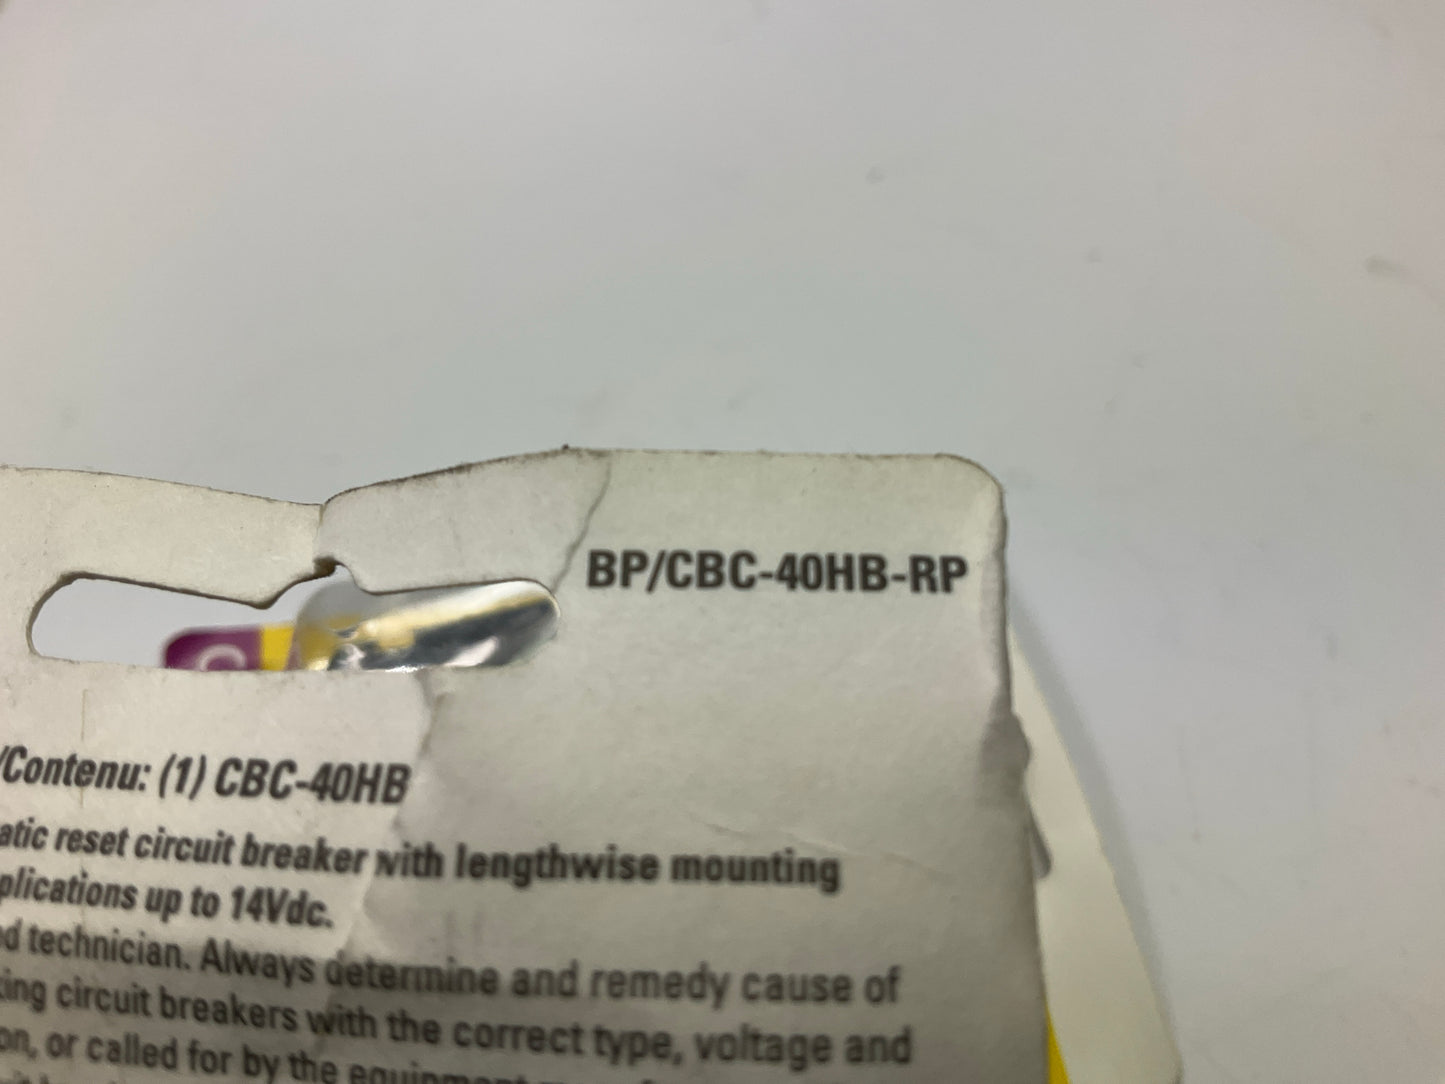 BP/CBC-40HB-RP
/Contenu: (1) CBC-40HB
atic reset circuit breaker with lengthwise mounting
plications up to 14Vdc.
d technician. Always determine and remedy cause of
ing circuit breakers with the correct type, voltage and
on, or called for by the